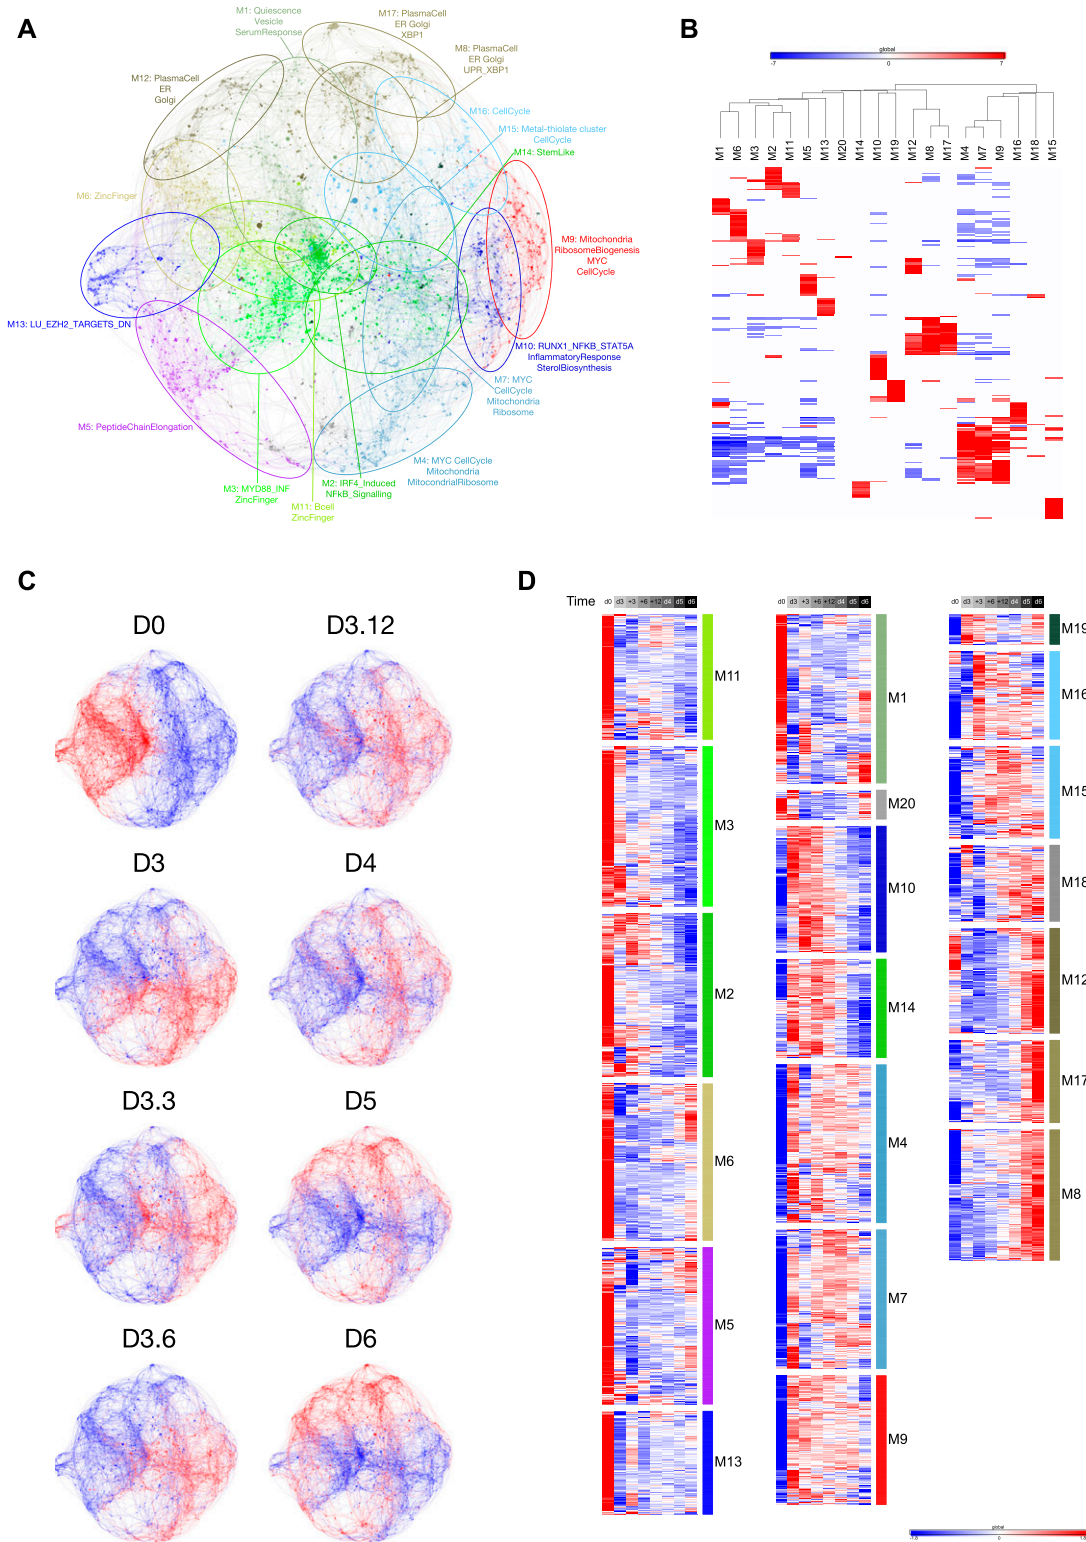 A
M1: Quiescence
Vesicle
SerumResponse
M17: PlasmaCell
ER Golgi
XBP1
M8: PlasmaCell
ER Golgi
UPR_XBP1
M12: PlasmaCell
ER
Golgi
M16: CellCycle
M15: Metal-thiolate cluster
CellCycle
M14: StemLike
M6: ZincFinger
M9: Mitochondria
RibosomeBiogenesis
MYC
CellCycle
M13: LU_EZH2_TARGETS_DN
M10: RUNX1_NFKB_STAT5A
InflammatoryResponse
SterolBiosynthesis
M7: MYC
CellCycle
Mitochondria
Ribosome
M5: PeptideChainElongation
M4: MYC CellCycle
Mitochondria
MitocondrialRibosome
M3: MYD88_INF
ZincFinger
M2: IRF4_Induced
NFkB_Signalling
M11: Bcell
ZincFinger
B
global
-7 0 7
M1 M6 M3 M2 M11 M5 M13 M20 M14 M10 M19 M12 M8 M17 M4 M7 M9 M16 M18 M15
C
D0 D3.12
D3 D4
D3.3 D5
D3.6 D6
D
Time d0 d3 +3 +6 +12 d4 d5 d6
M11
M3
M2
M6
M5
M13
d0 d3 +3 +6 +12 d4 d5 d6
M1
M20
M10
M14
M4
M7
M9
d0 d3 +3 +6 +12 d4 d5 d6
M19
M16
M15
M18
M12
M17
M8
global
0